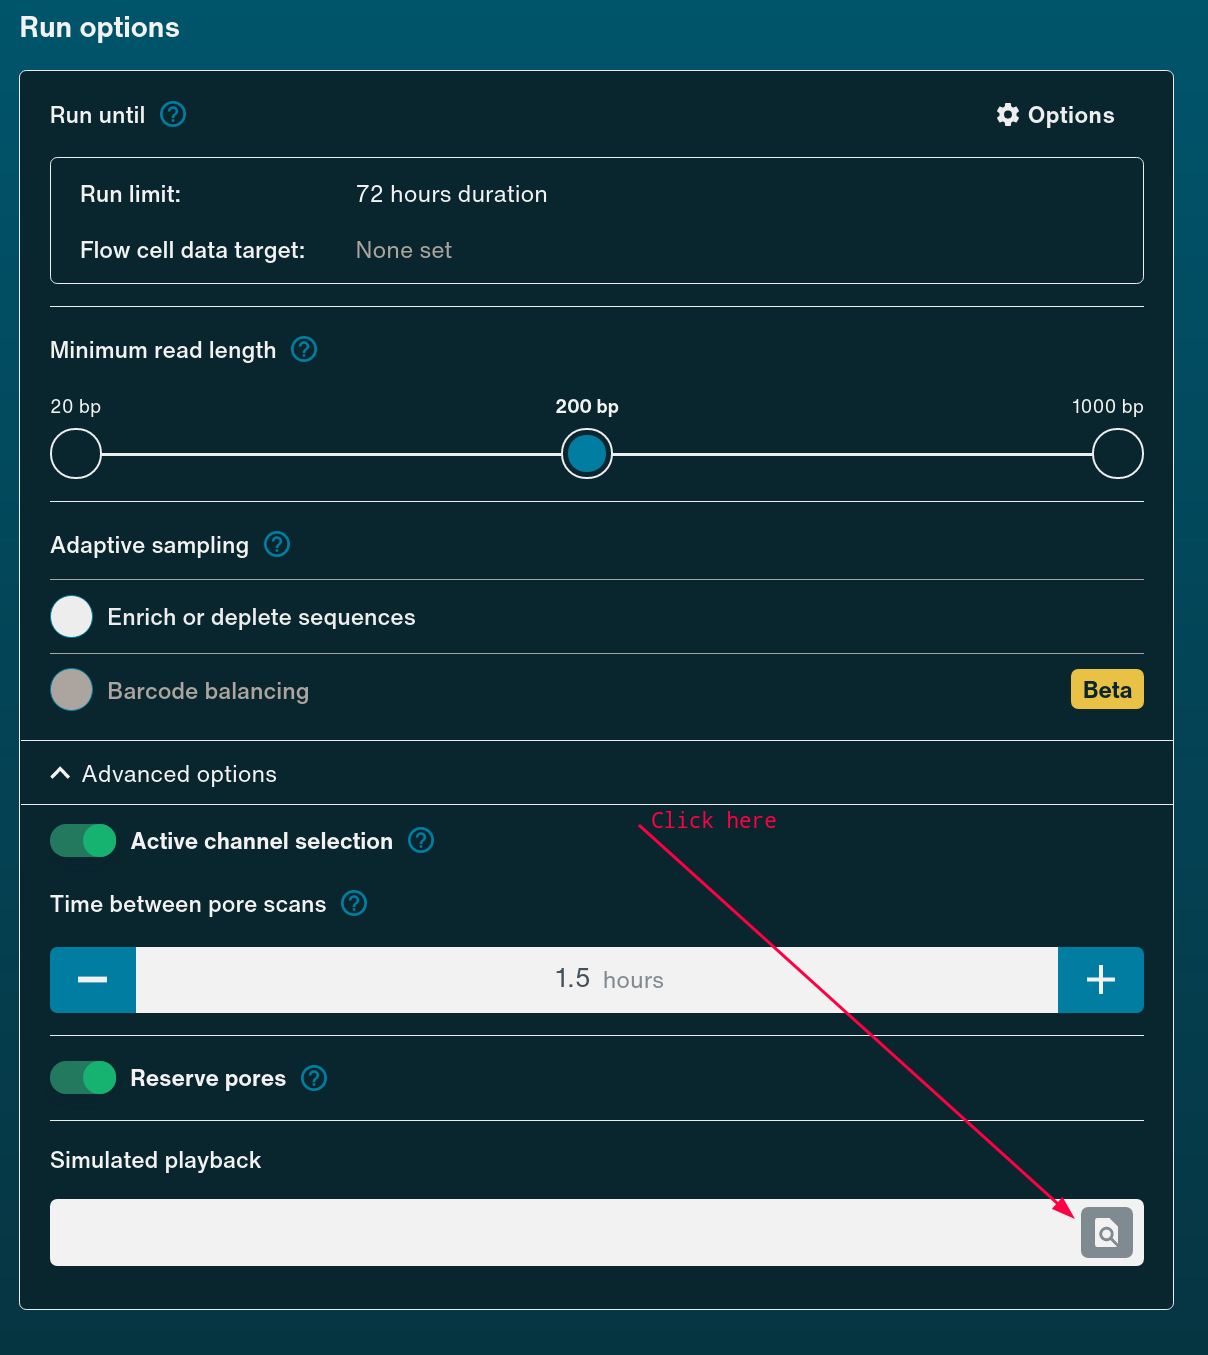 Run options
Run until
Options
Run limit: 72 hours duration
Flow cell data target: None set
Minimum read length
20 bp 200 bp 1000 bp
Adaptive sampling
Enrich or deplete sequences
Barcode balancing Beta
Advanced options
Click here
Active channel selection
Time between pore scans
1.5 hours
Reserve pores
Simulated playback